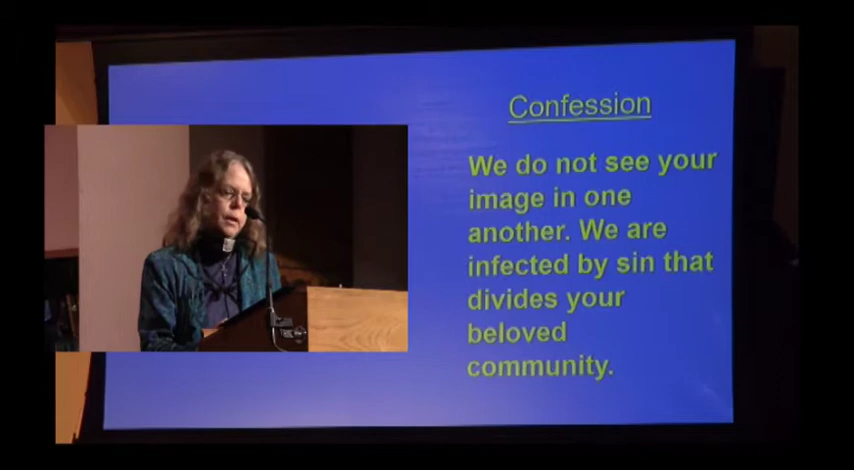 Confession
We do not see your
image in one
another. We are
infected by sin that
divides your
beloved
community.